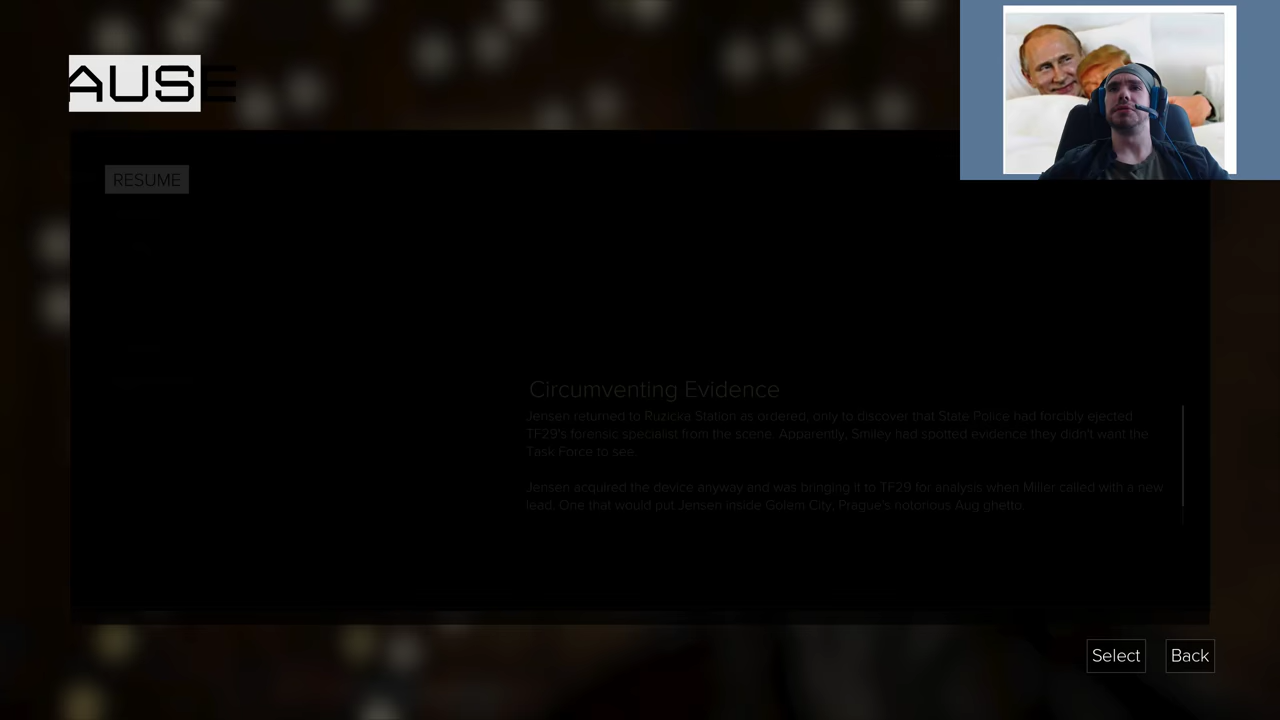 AUSE
RESUME
Circumventing Evidence
Jensen returned to Ruzicka Station as ordered, only to discover that State Police had forcibly ejected
TF29's forensic specialist from the scene. Apparently, Smiley had spotted evidence they didn't want the
Task Force to see.
Jensen acquired the device anyway and was bringing it to TF29 for analysis when Miller called with a new
lead. One that would put Jensen inside Golem City, Prague's notorious Aug ghetto.
Select Back